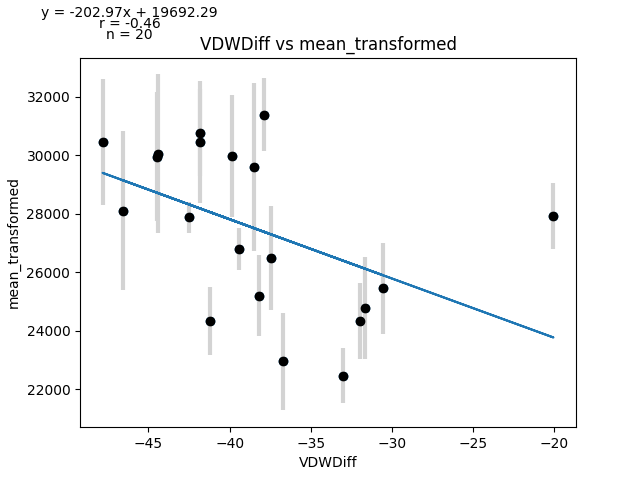 y = -202.97x + 19692.29
r = -0.46
n = 20
VDWDiff vs mean_transformed
32000
30000
28000
26000
24000
22000
mean_transformed
−45
−40
−35
−30
−25
−20
VDWDiff